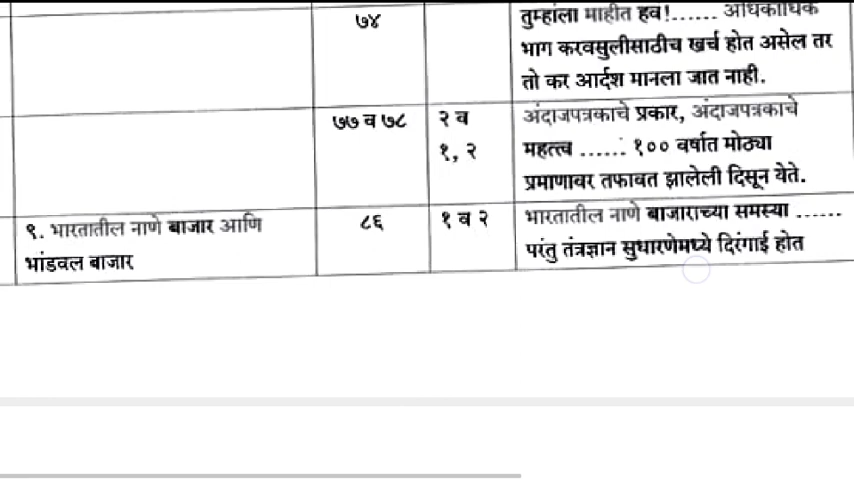 ७४
तुम्हाला माहीत हवं!...... अधिकाधिक
भाग करवसुलीसाठीच खर्च होत असेल तर
तो कर आर्दश मानला जात नाही.
७७ व ७८
२ व
१, २
अंदाजपत्रकाचे प्रकार, अंदाजपत्रकाचे
महत्त्व ...... १०० वर्षात मोठ्या
प्रमाणावर तफावत झालेली दिसून येते.
९. भारतातील नाणे बाजार आणि
भांडवल बाजार
८६
१ व २
भारतातील नाणे बाजाराच्या समस्या ......
परंतु तंत्रज्ञान सुधारणेमध्ये दिरंगाई होत